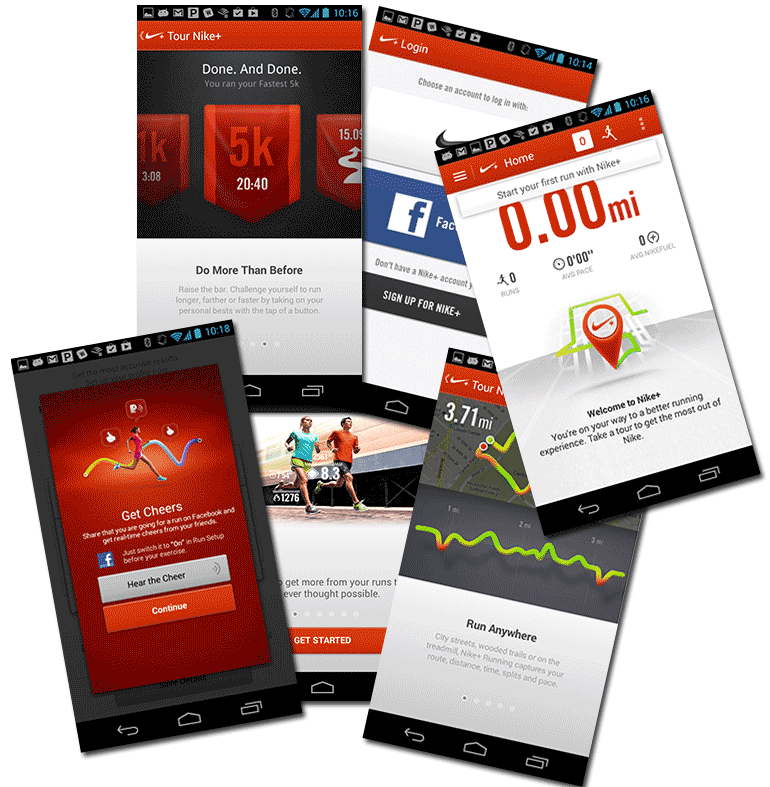 10:16
Tour Nike+
Done. And Done.
You ran your Fastest 5k
1k
3:08
5k
20:40
15.09
Do More Than Before
Raise the bar. Challenge yourself to run
longer, farther or faster by taking on your
personal bests with the tap of a button.
10:14
Login
Choose an account to log in with:
f
Fac
Don't have a Nike+ account
SIGN UP FOR NIKE+
10:16
Home
0
Start your first run with Nike+
0.00mi
0
RUNS
0'00"
AVG PACE
0
AVG NIKEFUEL
Welcome to Nike+
You're on your way to a better running
experience. Take a tour to get the most out of
Nike.
10:18
Get the most accurate results
Get Cheers
Share that you are going for a run on Facebook and
get real-time cheers from your friends.
f
Just switch it to "On" in Run Setup
before your exercise.
Hear the Cheer
Continue
Save Details
2561
734
8.3
1276
o get more from your runs t
ever thought possible.
GET STARTED
Tour N
3.71mi
1 mi
2 mi
3 mi
Run Anywhere
City streets, wooded trails or on the
treadmill, Nike+ Running captures your
route, distance, time, splits and pace.